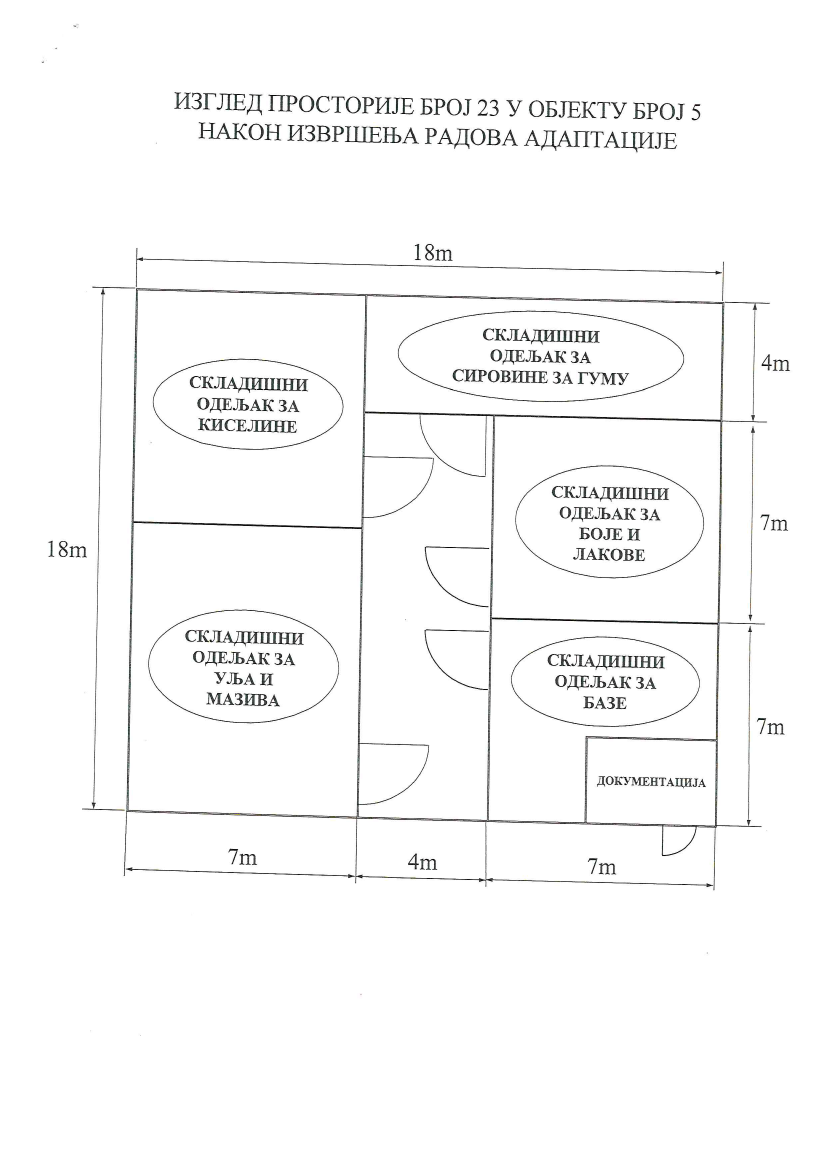 ИЗГЛЕД ПРОСТОРИЈЕ БРОЈ 23 У ОБЈЕКТУ БРОЈ 5
НАКОН ИЗВРШЕЊА РАДОВА АДАПТАЦИЈЕ
18m
СКЛАДИШНИ
ОДЕЉАК ЗА
СИРОВИНЕ ЗА ГУМУ
4m
СКЛАДИШНИ
ОДЕЉАК ЗА
КИСЕЛИНЕ
СКЛАДИШНИ
ОДЕЉАК ЗА
БОЈЕ И
ЛАКОВЕ
7m
18m
СКЛАДИШНИ
ОДЕЉАК ЗА
УЉА И
МАЗИВА
СКЛАДИШНИ
ОДЕЉАК ЗА
БАЗЕ
7m
ДОКУМЕНТАЦИЈА
7m
4m
7m